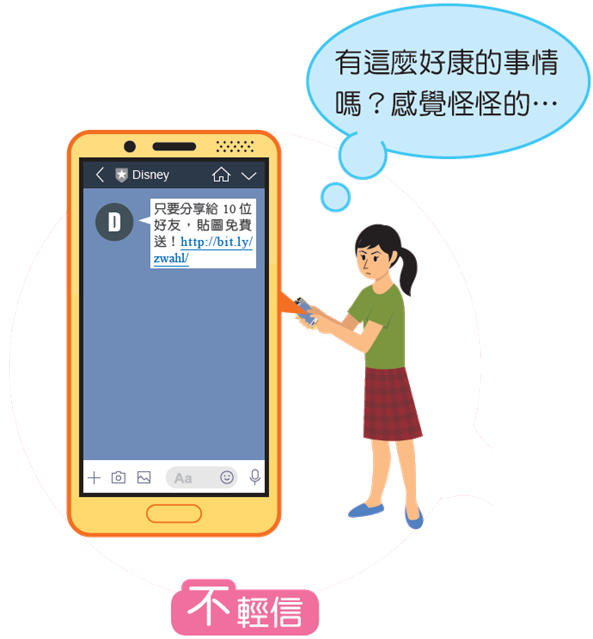 有這麼好康的事情
嗎？感覺怪怪的…
Disney
D
只要分享給 10 位
好友，貼圖免費
送！http://bit.ly/
zwahl/
Aa
不輕信